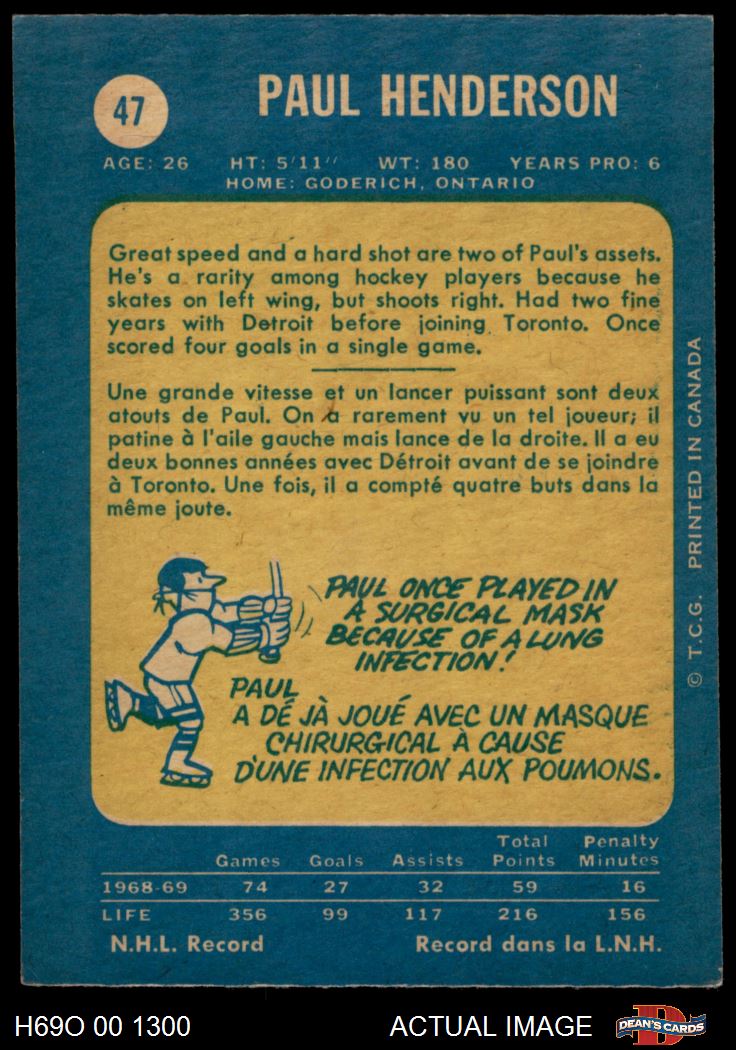 47
PAUL HENDERSON
AGE: 26 HT: 5'11'' WT: 180 YEARS PRO: 6
HOME: GODERICH, ONTARIO
Great speed and a hard shot are two of Paul's assets.
He's a rarity among hockey players because he
skates on left wing, but shoots right. Had two fine
years with Detroit before joining Toronto. Once
scored four goals in a single game.
Une grande vitesse et un lancer puissant sont deux
atouts de Paul. On a rarement vu un tel joueur; il
patine à l'aile gauche mais lance de la droite. Il a eu
deux bonnes années avec Détroit avant de se joindre
à Toronto. Une fois, il a compté quatre buts dans la
même joute.
PAUL ONCE PLAYED IN
A SURGICAL MASK
BECAUSE OF A LUNG
INFECTION!
PAUL
A DÉJÀ JOUÉ AVEC UN MASQUE
CHIRURGICAL À CAUSE
D'UNE INFECTION AUX POUMONS.
© T.C.G. PRINTED IN CANADA
Total Penalty
Games Goals Assists Points Minutes
1968-69 74 27 32 59 16
LIFE 356 99 117 216 156
N.H.L. Record Record dans la L.N.H.
H69O 00 1300 ACTUAL IMAGE
D
DEAN'S CARDS